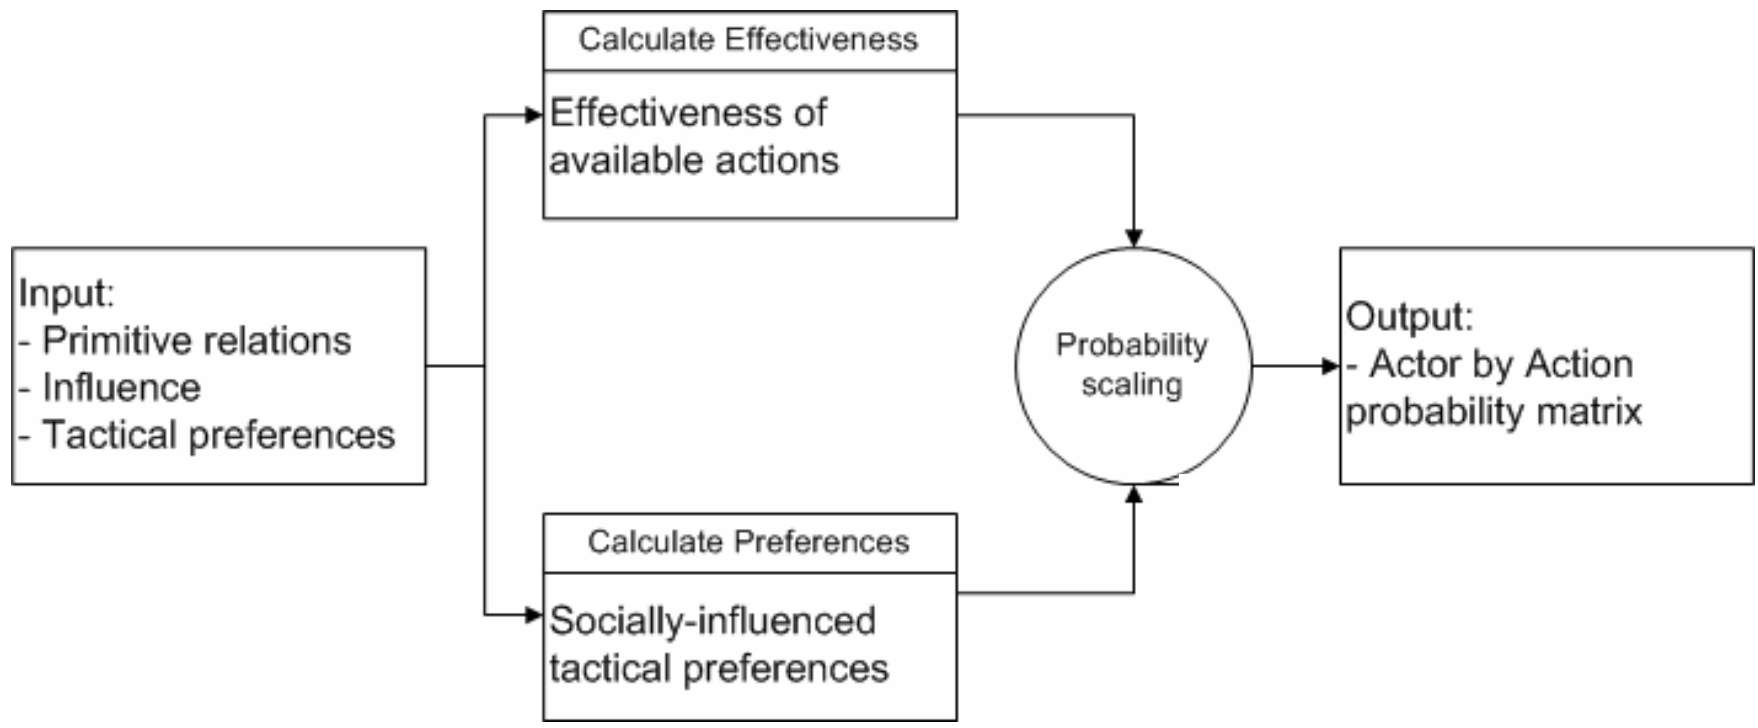 Calculate Effectiveness
Effectiveness of
available actions
Input:
- Primitive relations
- Influence
- Tactical preferences
Probability
scaling
Output:
- Actor by Action
probability matrix
Calculate Preferences
Socially-influenced
tactical preferences